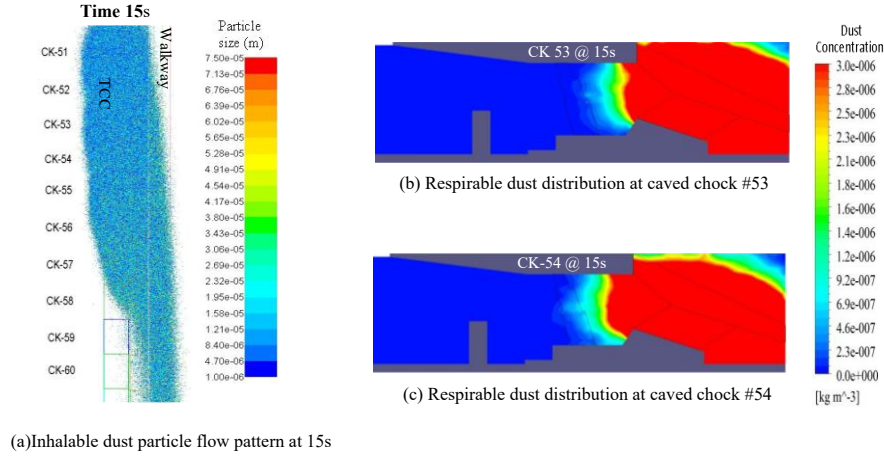 Time 15s
Particle
size (m)
Walkway
TCC
CK-51
CK-52
CK-53
CK-54
CK-55
CK-56
CK-57
CK-58
CK-59
CK-60
7.50e-05
7.13e-05
6.76e-05
6.39e-05
6.02e-05
5.65e-05
5.28e-05
4.91e-05
4.54e-05
4.17e-05
3.80e-05
3.43e-05
3.06e-05
2.69e-05
2.32e-05
1.95e-05
1.58e-05
1.21e-05
8.40e-06
4.70e-06
1.00e-06
(a)Inhalable dust particle flow pattern at 15s
CK 53 @ 15s
(b) Respirable dust distribution at caved chock #53
CK-54 @ 15s
(c) Respirable dust distribution at caved chock #54
Dust
Concentration
3.0e-006
2.8e-006
2.5e-006
2.3e-006
2.1e-006
1.8e-006
1.6e-006
1.4e-006
1.2e-006
9.2e-007
6.9e-007
4.6e-007
2.3e-007
0.0e+000
[kg m^-3]